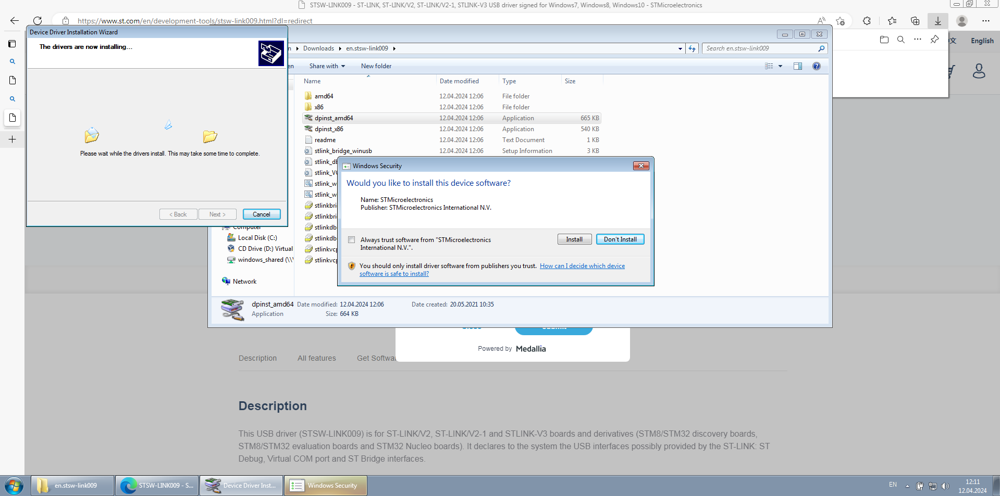 STSW-LINK009 - ST-LINK, ST-LINK/V2, ST-LINK/V2-1, STLINK-V3 USB driver signed for Windows7, Windows8, Windows10 - STMicroelectronics
https://www.st.com/en/development-tools/stsw-link009.html?dl=redirect
Device Driver Installation Wizard
The drivers are now installing...
Please wait while the drivers install. This may take some time to complete.
< Back
Next >
Cancel
Downloads
en.stsw-link009
Search en.stsw-link009
Share with
New folder
Name
Date modified
Type
Size
amd64 12.04.2024 12:06 File folder
x86 12.04.2024 12:06 File folder
dpinst_amd64 12.04.2024 12:06 Application 665 KB
dpinst_x86 12.04.2024 12:06 Application 540 KB
readme 12.04.2024 12:06 Text Document 1 KB
stlink_bridge_winusb 12.04.2024 12:06 Setup Information 3 KB
stlink_
stlink_V
stlink_w
stlink_w
stlinkbri
stlinkbri
stlinkdb
stlinkdb
stlinkvcp
stlinkvcp
Windows Security
Would you like to install this device software?
Name: STMicroelectronics
Publisher: STMicroelectronics International N.V.
Always trust software from "STMicroelectronics
International N.V.".
Install
Don't Install
You should only install driver software from publishers you trust. How can I decide which device
software is safe to install?
Computer
Local Disk (C:)
CD Drive (D:) Virtual
windows_shared (\\
Network
dpinst_amd64 Date modified: 12.04.2024 12:06 Date created: 20.05.2021 10:35
Application Size: 664 KB
文
English
Powered by Medallia
Description
All features
Get Softwa
Description
This USB driver (STSW-LINK009) is for ST-LINK/V2, ST-LINK/V2-1 and STLINK-V3 boards and derivatives (STM8/STM32 discovery boards,
STM8/STM32 evaluation boards and STM32 Nucleo boards). It declares to the system the USB interfaces possibly provided by the ST-LINK: ST
Debug, Virtual COM port and ST Bridge interfaces.
en.stsw-link009
STSW-LINK009 - S...
Device Driver Inst...
Windows Security
EN
12:11
12.04.2024